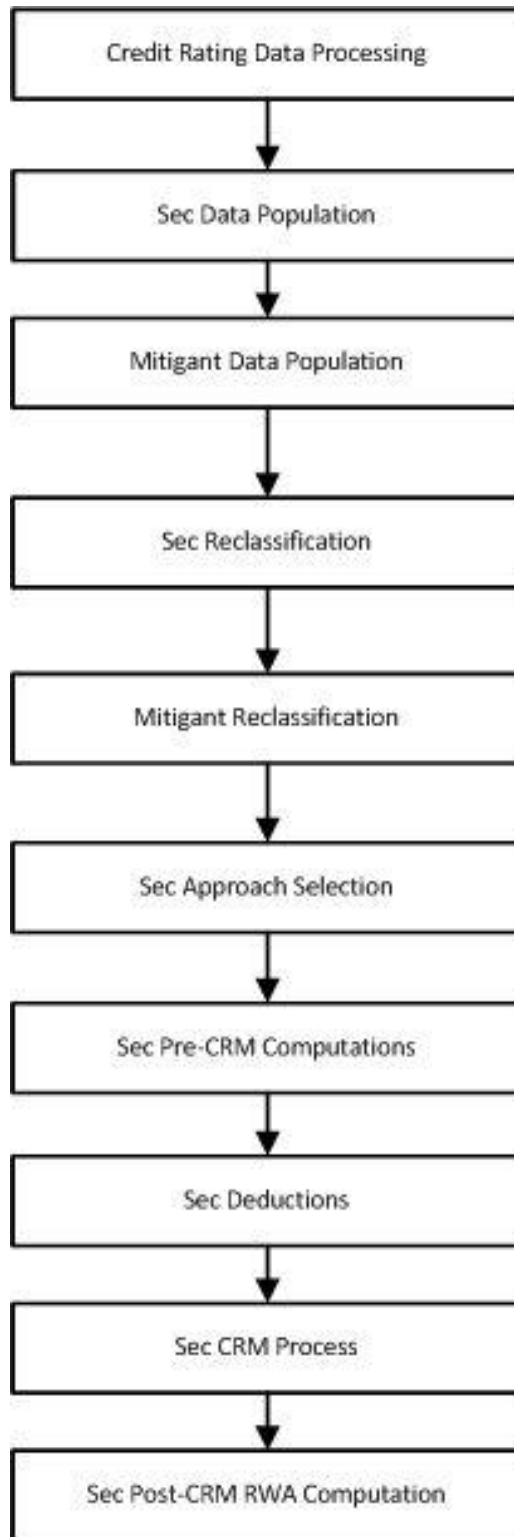 Credit Rating Data Processing
Sec Data Population
Mitigant Data Population
Sec Reclassification
Mitigant Reclassification
Sec Approach Selection
Sec Pre-CRM Computations
Sec Deductions
Sec CRM Process
Sec Post-CRM RWA Computation